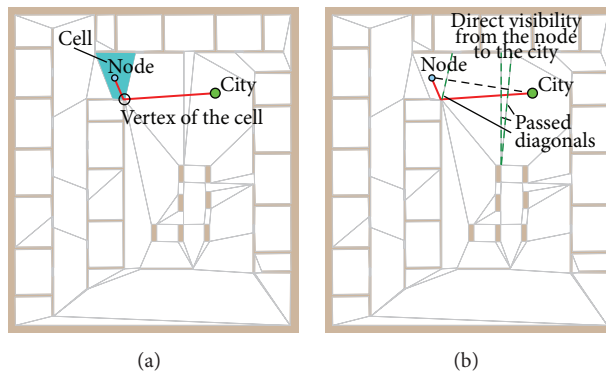 Cell
Node
City
Vertex of the cell
(a)
Direct visibility
from the node
to the city
Node
City
Passed
diagonals
(b)